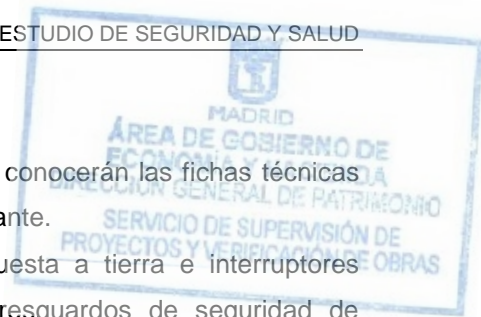 ESTUDIO DE SEGURIDAD Y SALUD
MADRID
ÁREA DE GOBIERNO DE
ECONOMÍA Y HACIENDA
conocerán las fichas técnicas
DIRECCIÓN GENERAL DE PATRIMONIO
ante.
SERVICIO DE SUPERVISIÓN DE
PROYECTOS Y VERIFICACIÓN DE OBRAS
uesta a tierra e interruptores
resguardos de seguridad de